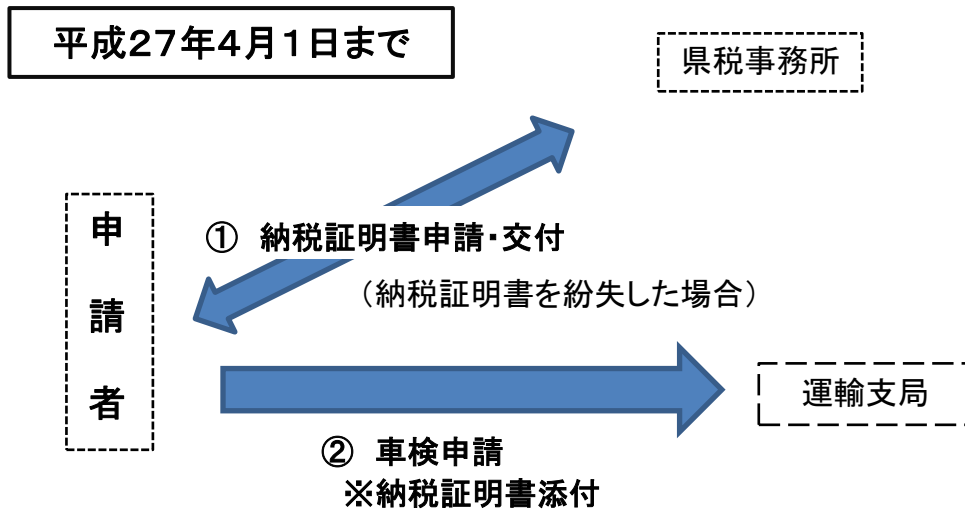 平成27年4月1日まで
県税事務所
申請者
① 納税証明書申請・交付
（納税証明書を紛失した場合）
運輸支局
② 車検申請
※納税証明書添付